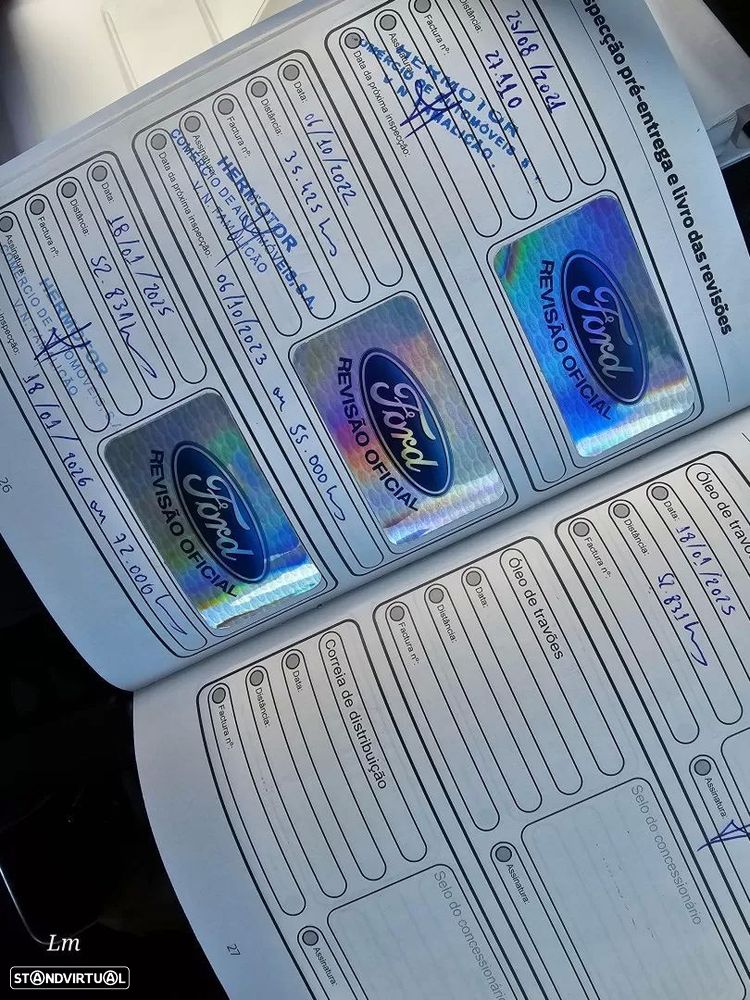 specção pré-entrega e livro das revisões
Data: 25/08/2021
Distância: 27.110
Factura nº:
Assinatura:
Data da próxima inspecção:
HERMOTOR
COMÉRCIO DE AUTOMÓVEIS S.
V. N. FAMALICÃO
Ford
REVISÃO OFICIAL
Data: 06/10/2022
Distância: 35.425 km
Factura nº:
Assinatura:
HERMOTOR
COMÉRCIO DE AUTOMÓVEIS, S.A.
V. N. FAMALICÃO
Data da próxima inspecção: 06/10/2023 ou 55.000 km
Ford
REVISÃO OFICIAL
Data: 18/01/2025
Distância: 52.831 km
Factura nº:
Assinatura:
HERMOTOR
COMÉRCIO DE AUTOMÓVEIS, S.A
V. N. FAMALICÃO
inspecção: 18/01/2026 ou 72.000 km
Ford
REVISÃO OFICIAL
26
Óleo de travõ
Data: 18/01/2025
Distância: 52.831 km
Factura nº:
Assinatura:
Óleo de travões
Data:
Distância:
Factura nº:
Selo do concessionário
Assinatura:
Correia de distribuição
Data:
Distância:
Factura nº:
Selo do concessionário
Assinatura:
27
Lm
STANDVIRTUAL